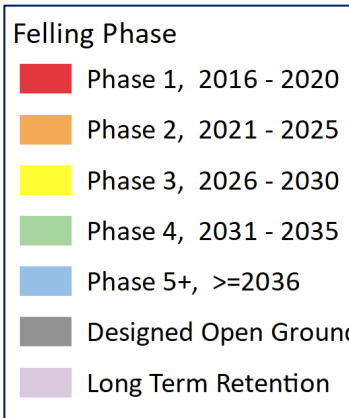 Felling Phase
Phase 1, 2016 - 2020
Phase 2, 2021 - 2025
Phase 3, 2026 - 2030
Phase 4, 2031 - 2035
Phase 5+, >=2036
Designed Open Ground
Long Term Retention